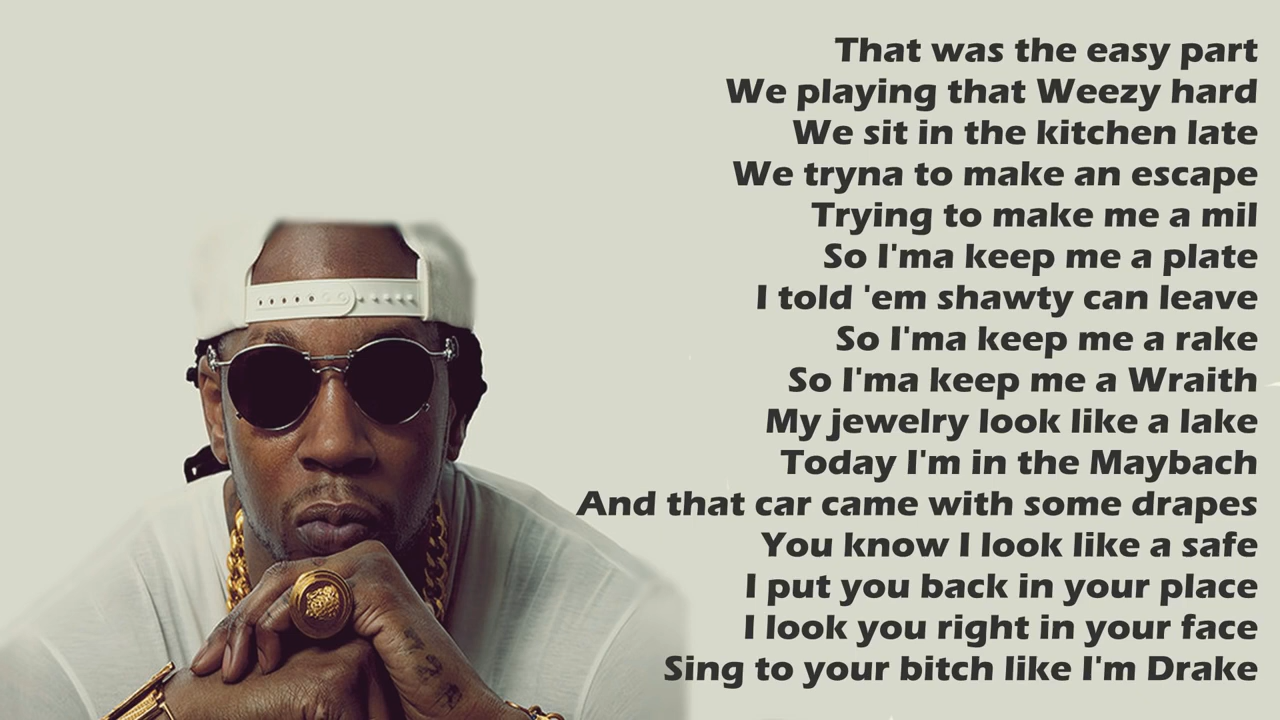 That was the easy part
We playing that Weezy hard
We sit in the kitchen late
We tryna to make an escape
Trying to make me a mil
So I'ma keep me a plate
I told 'em shawty can leave
So I'ma keep me a rake
So I'ma keep me a Wraith
My jewelry look like a lake
Today I'm in the Maybach
And that car came with some drapes
You know I look like a safe
I put you back in your place
I look you right in your face
Sing to your bitch like I'm Drake